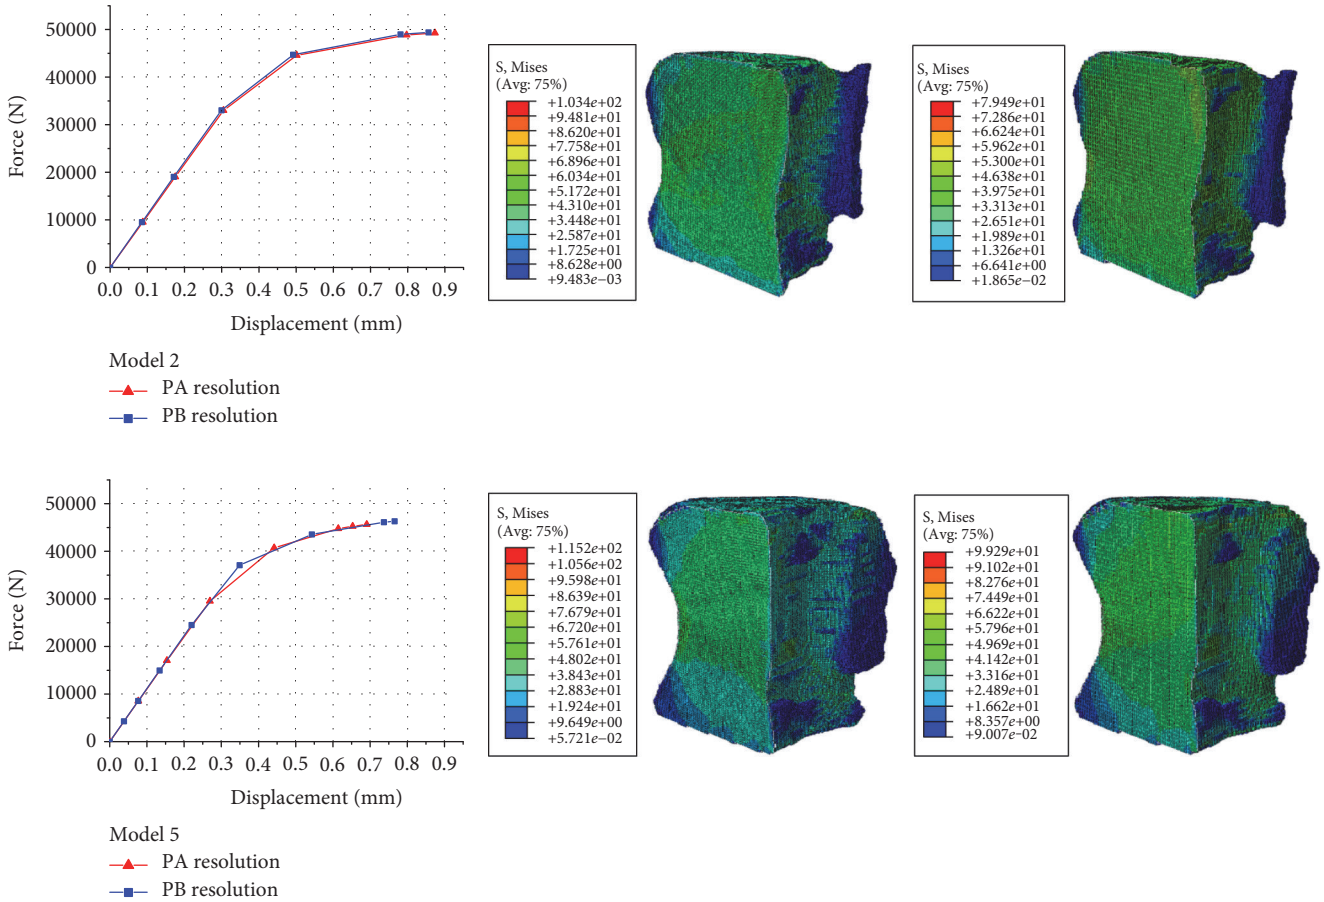 50000
40000
30000
20000
10000
0
Force (N)
0.0 0.1 0.2 0.3 0.4 0.5 0.6 0.7 0.8 0.9
Displacement (mm)
Model 2
PA resolution
PB resolution
S, Mises
(Avg: 75%)
+1.034e+02
+9.481e+01
+8.620e+01
+7.758e+01
+6.896e+01
+6.034e+01
+5.172e+01
+4.310e+01
+3.448e+01
+2.587e+01
+1.725e+01
+8.628e+00
+9.483e−03
S, Mises
(Avg: 75%)
+7.949e+01
+7.286e+01
+6.624e+01
+5.962e+01
+5.300e+01
+4.638e+01
+3.975e+01
+3.313e+01
+2.651e+01
+1.989e+01
+1.326e+01
+6.641e+00
+1.865e−02
50000
40000
30000
20000
10000
0
Force (N)
0.0 0.1 0.2 0.3 0.4 0.5 0.6 0.7 0.8 0.9
Displacement (mm)
Model 5
PA resolution
PB resolution
S, Mises
(Avg: 75%)
+1.152e+02
+1.056e+02
+9.598e+01
+8.639e+01
+7.679e+01
+6.720e+01
+5.761e+01
+4.802e+01
+3.843e+01
+2.883e+01
+1.924e+01
+9.649e+00
+5.721e−02
S, Mises
(Avg: 75%)
+9.929e+01
+9.102e+01
+8.276e+01
+7.449e+01
+6.622e+01
+5.796e+01
+4.969e+01
+4.142e+01
+3.316e+01
+2.489e+01
+1.662e+01
+8.357e+00
+9.007e-02